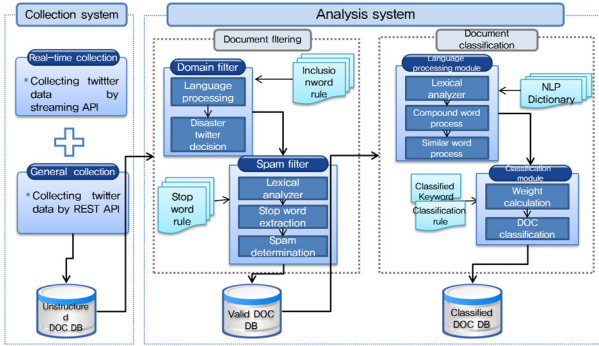 Collection system
Real-time collection
▪ Collecting twittter
data by
streaming API
General collection
▪ Collecting twitter
data by REST API
Unstructure
d
DOC DB
Analysis system
Document fltering
Domain filter
Language
processing
Disaster
twitter
decision
Inclusio
nword
rule
Spam filter
Lexical
analyzer
Stop word
extraction
Spam
determination
Stop
word
rule
Valid DOC
DB
Document
classification
Language
processing module
Lexical
analyzer
Compound word
process
Similar word
process
NLP
Dictionary
Classification
module
Weight
calculation
DOC
classification
Classified
Keyword
Classification
rule
Classified
DOC DB